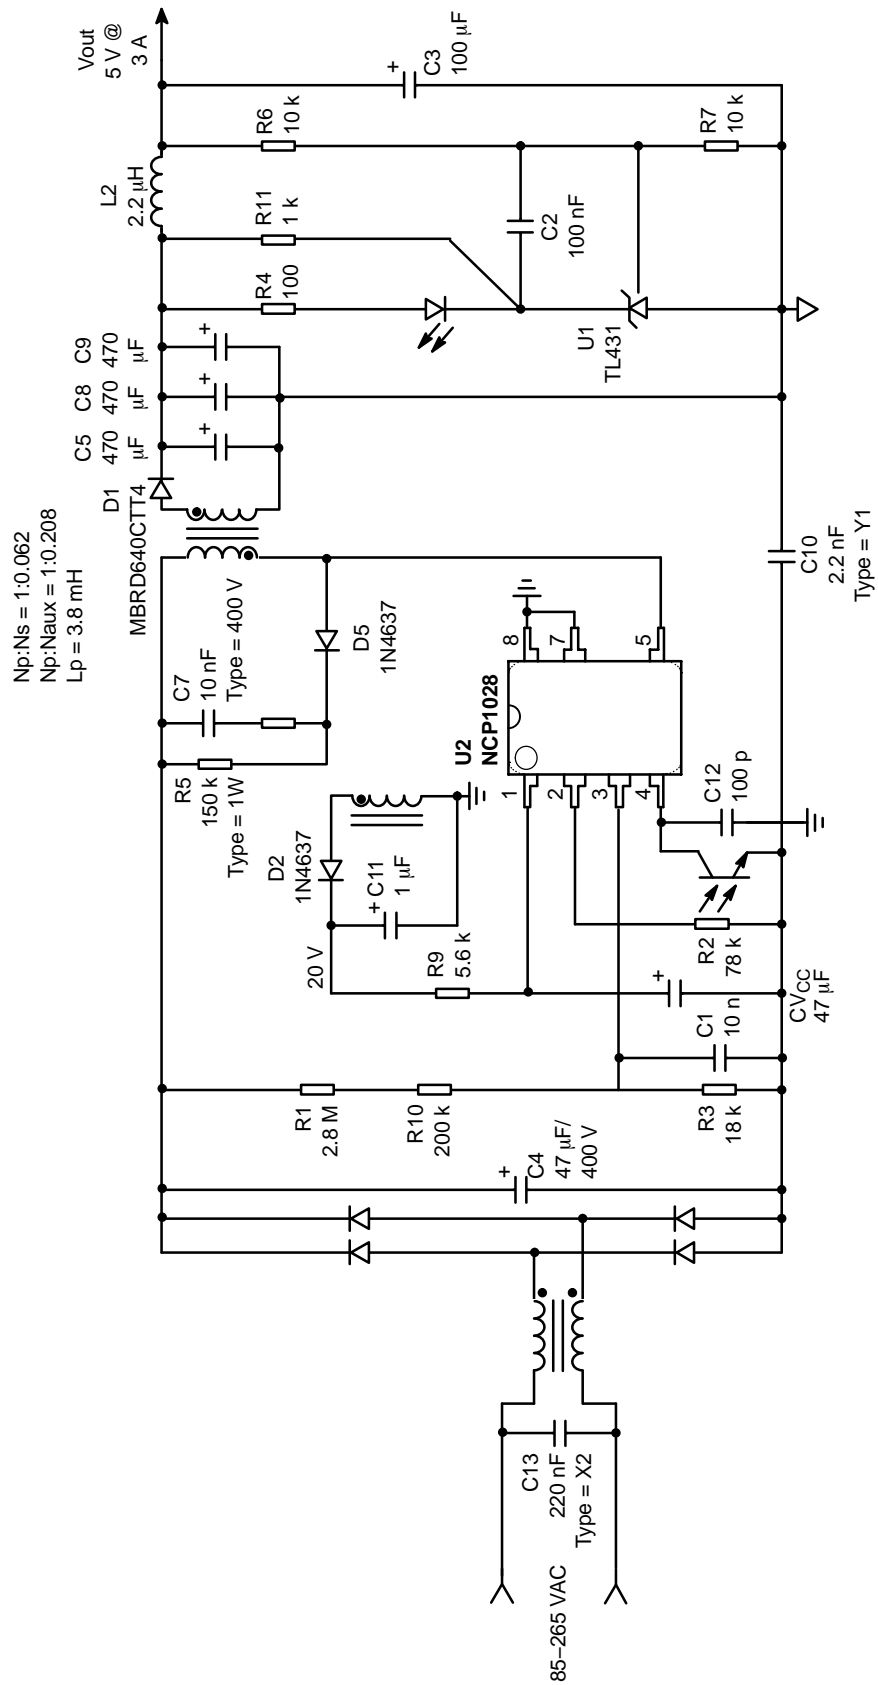 85–265 VAC
C13
220 nF
Type = X2
C4
47 μF/
400 V
R1
2.8 M
R10
200 k
R3
18 k
C1
10 n
CVCC
47 μF
20 V
R9
5.6 k
D2
1N4637
+ C11
1 μF
R2
78 k
R5
150 k
Type = 1W
C7
10 nF
Type = 400 V
U2
NCP1028
1
2
3
4
8
7
5
C12
100 p
D5
1N4637
Np:Ns = 1:0.062
Np:Naux = 1:0.208
Lp = 3.8 mH
D1
MBRD640CTT4
C5
470
μF
C8
470
μF
C9
470
μF
+
+
+
R4
100
R11
1 k
L2
2.2 μH
R6
10 k
C2
100 nF
U1
TL431
R7
10 k
+
C3
100 μF
Vout
5 V @
3 A
C10
2.2 nF
Type = Y1
+
+